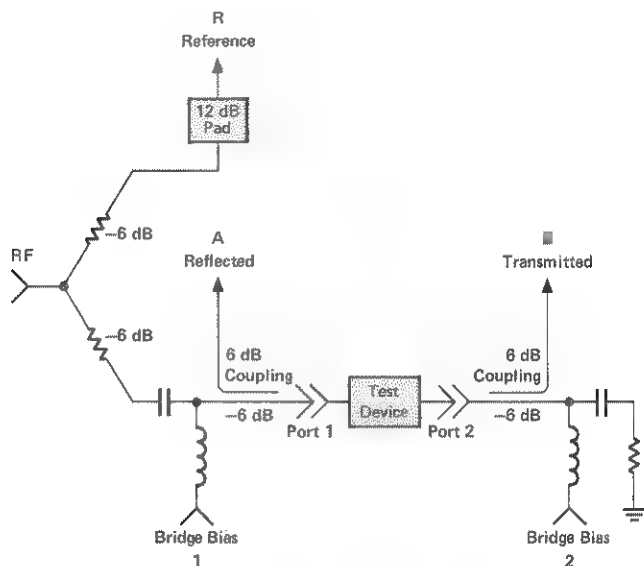 R
Reference
12 dB
Pad
–6 dB
RF
A
Reflected
Transmitted
–6 dB
6 dB
Coupling
6 dB
Coupling
–6 dB
Test
Device
–6 dB
Port 1
Port 2
Bridge Bias
1
Bridge Bias
2